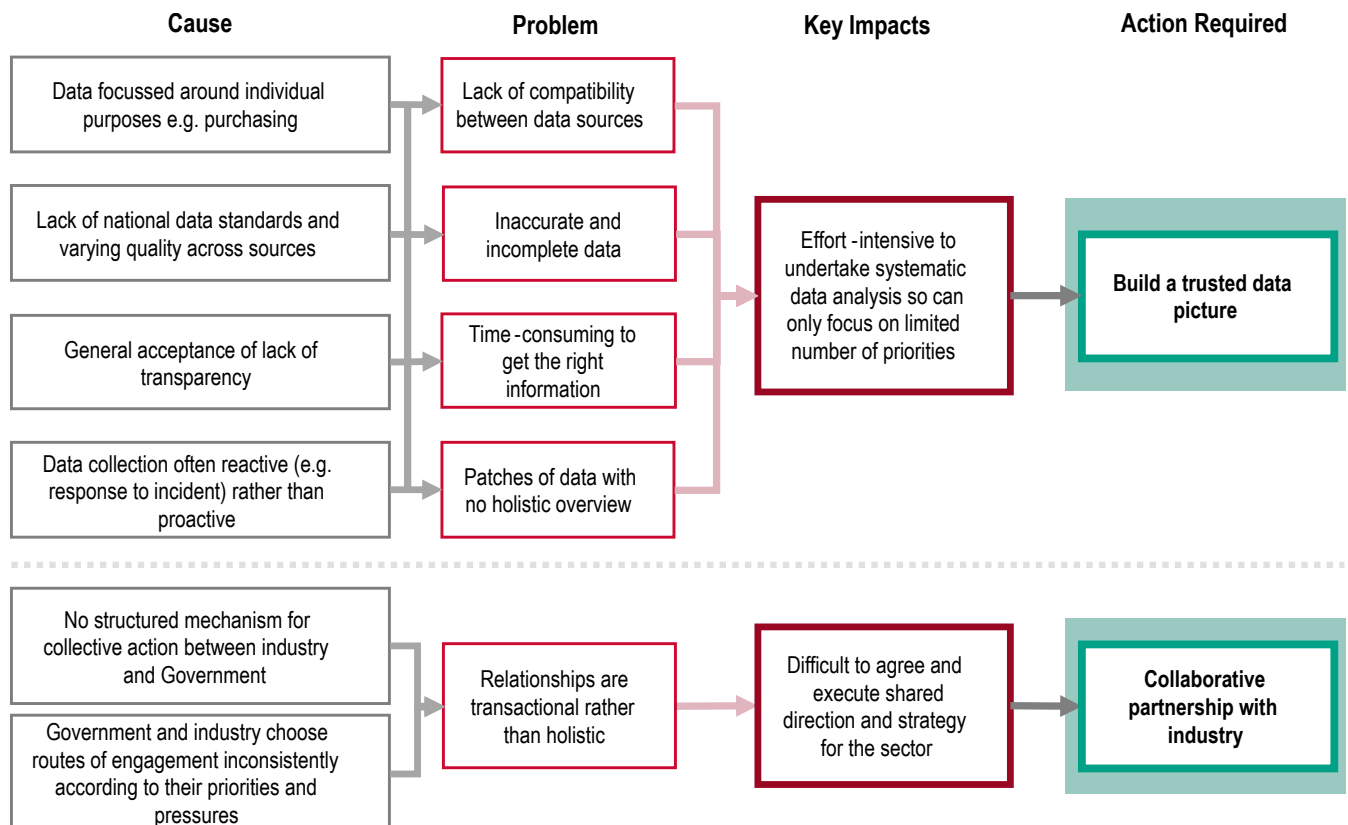 Cause
Problem
Key Impacts
Action Required
Data focussed around individual
purposes e.g. purchasing
Lack of compatibility
between data sources
Lack of national data standards and
varying quality across sources
Inaccurate and
incomplete data
General acceptance of lack of
transparency
Time-consuming to
get the right
information
Data collection often reactive (e.g.
response to incident) rather than
proactive
Patches of data with
no holistic overview
Effort-intensive to
undertake systematic
data analysis so can
only focus on limited
number of priorities
Build a trusted data
picture
No structured mechanism for
collective action between industry
and Government
Government and industry choose
routes of engagement inconsistently
according to their priorities and
pressures
Relationships are
transactional rather
than holistic
Difficult to agree and
execute shared
direction and strategy
for the sector
Collaborative
partnership with
industry